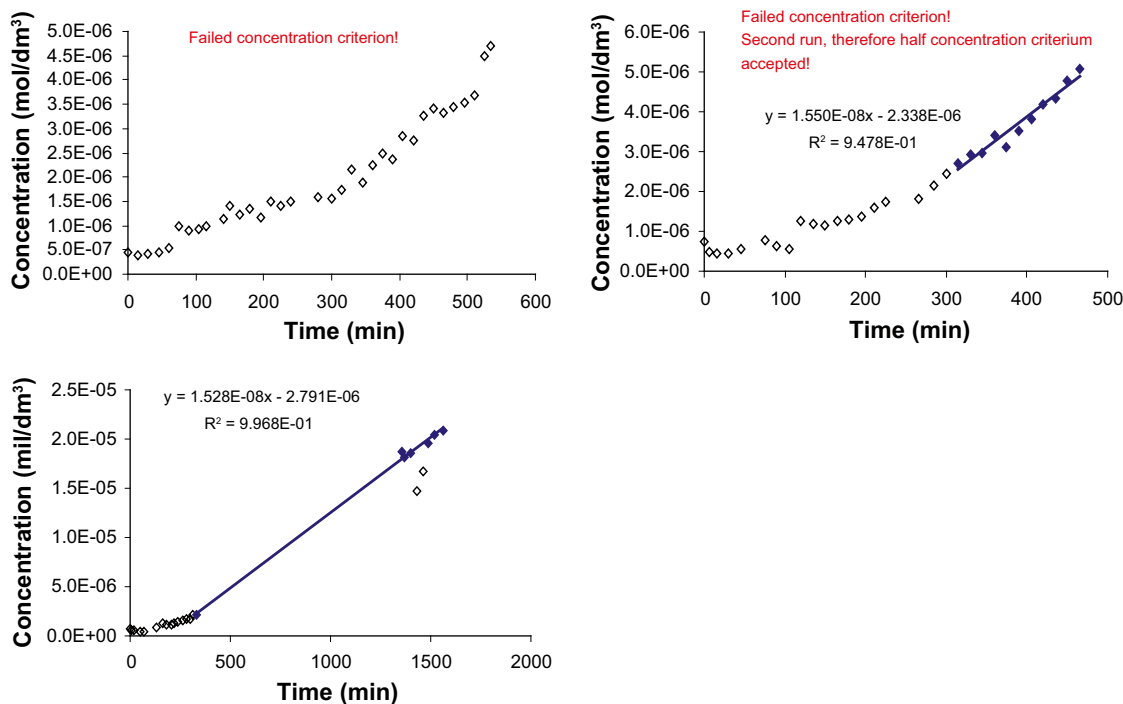 Failed concentration criterion!
Concentration (mol/dm³)
5.0E-06
4.5E-06
4.0E-06
3.5E-06
3.0E-06
2.5E-06
2.0E-06
1.5E-06
1.0E-06
5.0E-07
0.0E+00
0 100 200 300 400 500 600
Time (min)
Failed concentration criterion!
Second run, therefore half concentration criterium
accepted!
Concentration (mol/dm³)
6.0E-06
5.0E-06
4.0E-06
3.0E-06
2.0E-06
1.0E-06
0.0E+00
y = 1.550E-08x - 2.338E-06
R² = 9.478E-01
0 100 200 300 400 500
Time (min)
Concentration (mil/dm³)
2.5E-05
2.0E-05
1.5E-05
1.0E-05
5.0E-06
0.0E+00
y = 1.528E-08x - 2.791E-06
R² = 9.968E-01
0 500 1000 1500 2000
Time (min)